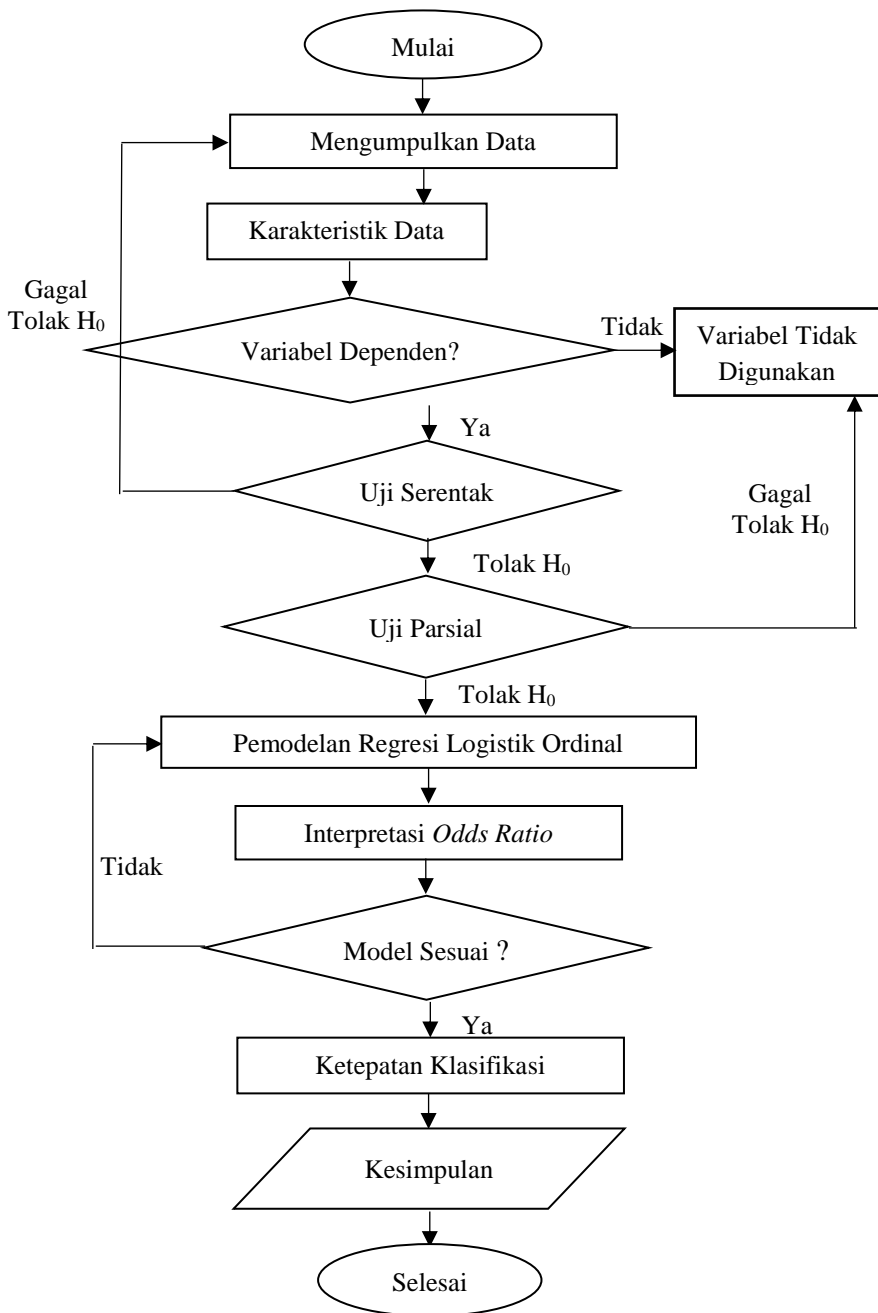 Mulai
Mengumpulkan Data
Karakteristik Data
Gagal
Tolak H₀
Variabel Dependen?
Tidak
Variabel Tidak
Digunakan
Ya
Uji Serentak
Gagal
Tolak H₀
Tolak H₀
Uji Parsial
Tolak H₀
Pemodelan Regresi Logistik Ordinal
Interpretasi Odds Ratio
Tidak
Model Sesuai ?
Ya
Ketepatan Klasifikasi
Kesimpulan
Selesai